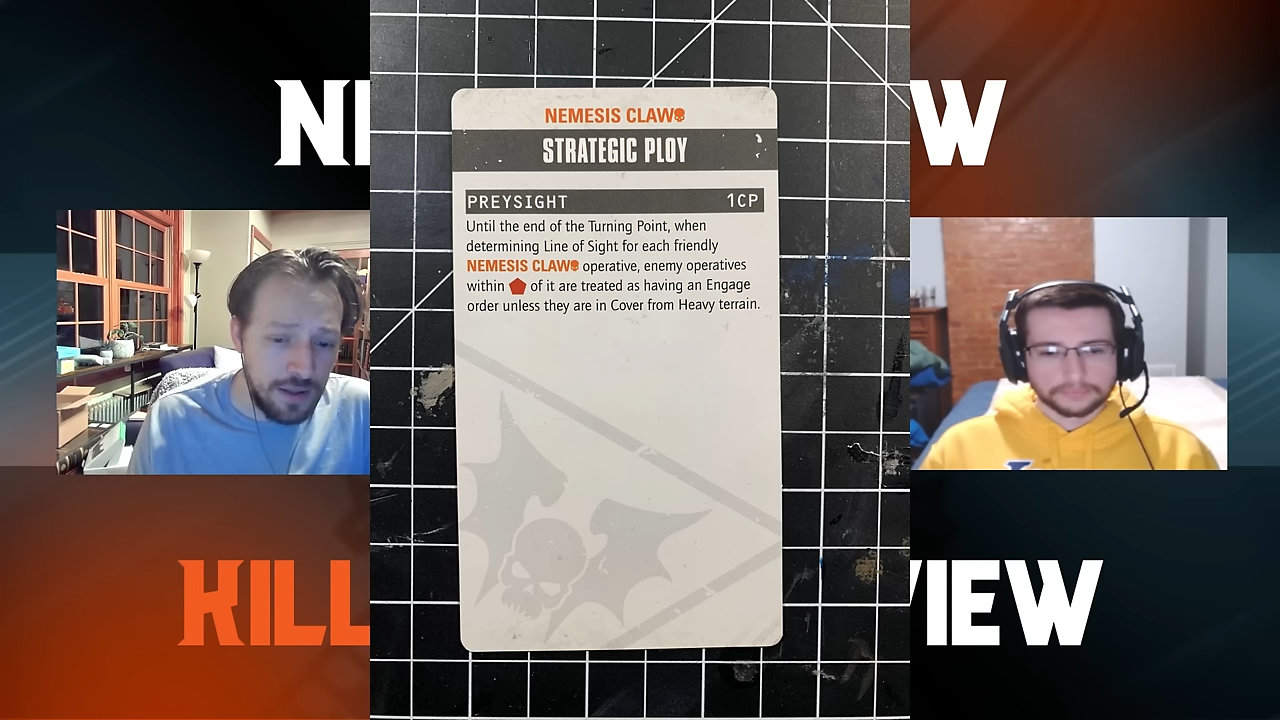 NE
W
NEMESIS CLAW
STRATEGIC PLOY
PREYSIGHT 1CP
Until the end of the Turning Point, when
determining Line of Sight for each friendly
NEMESIS CLAW operative, enemy operatives
within of it are treated as having an Engage
order unless they are in Cover from Heavy terrain.
KILL
VIEW